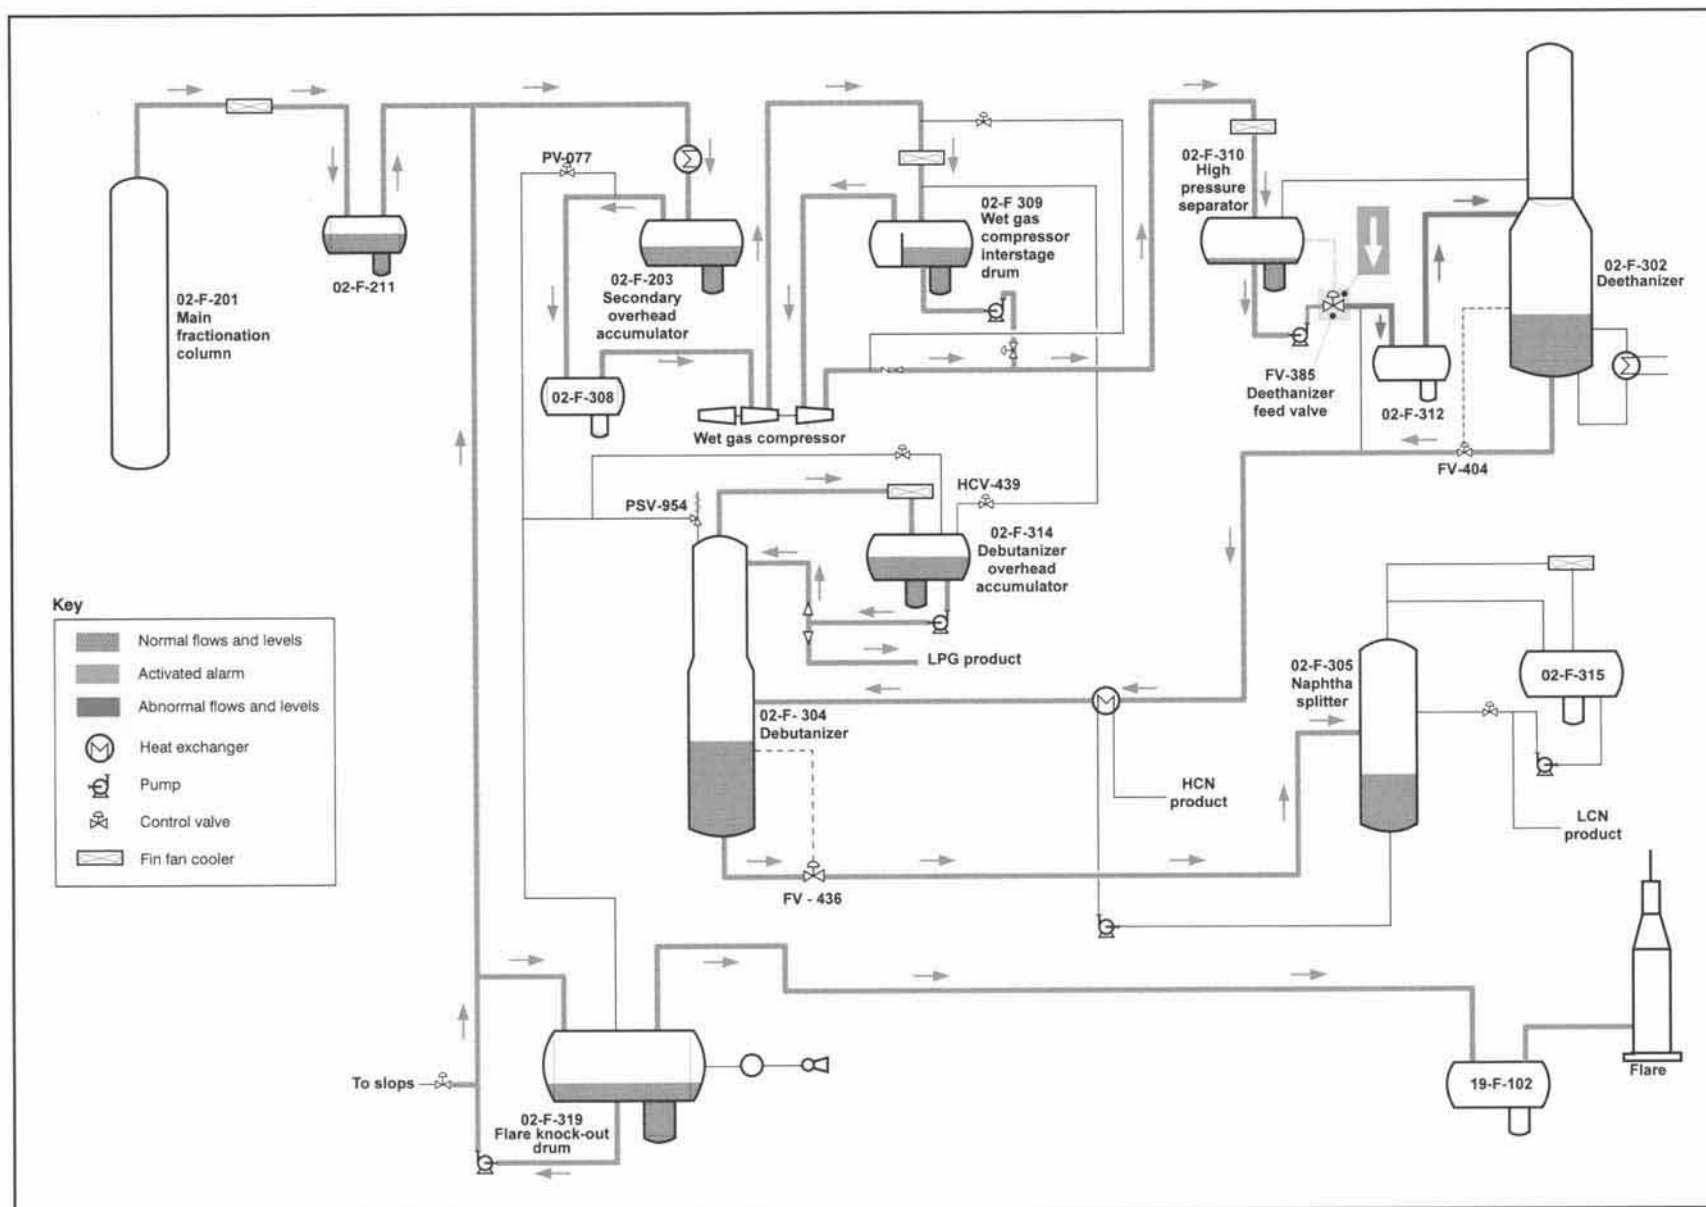 PV-077
02-F-310
High
pressure
separator
02-F 309
Wet gas
compressor
interstage
drum
02-F-201
Main
fractionation
column
02-F-211
02-F-203
Secondary
overhead
accumulator
02-F-302
Deethanizer
02-F-308
FV-385
Deethanizer
feed valve
02-F-312
Wet gas compressor
FV-404
PSV-954
HCV-439
02-F-314
Debutanizer
overhead
accumulator
LPG product
02-F-305
Naphtha
splitter
02-F-315
02-F- 304
Debutanizer
HCN
product
LCN
product
FV - 436
Key
Normal flows and levels
Activated alarm
Abnormal flows and levels
Heat exchanger
Pump
Control valve
Fin fan cooler
To slops
02-F-319
Flare knock-out
drum
19-F-102
Flare